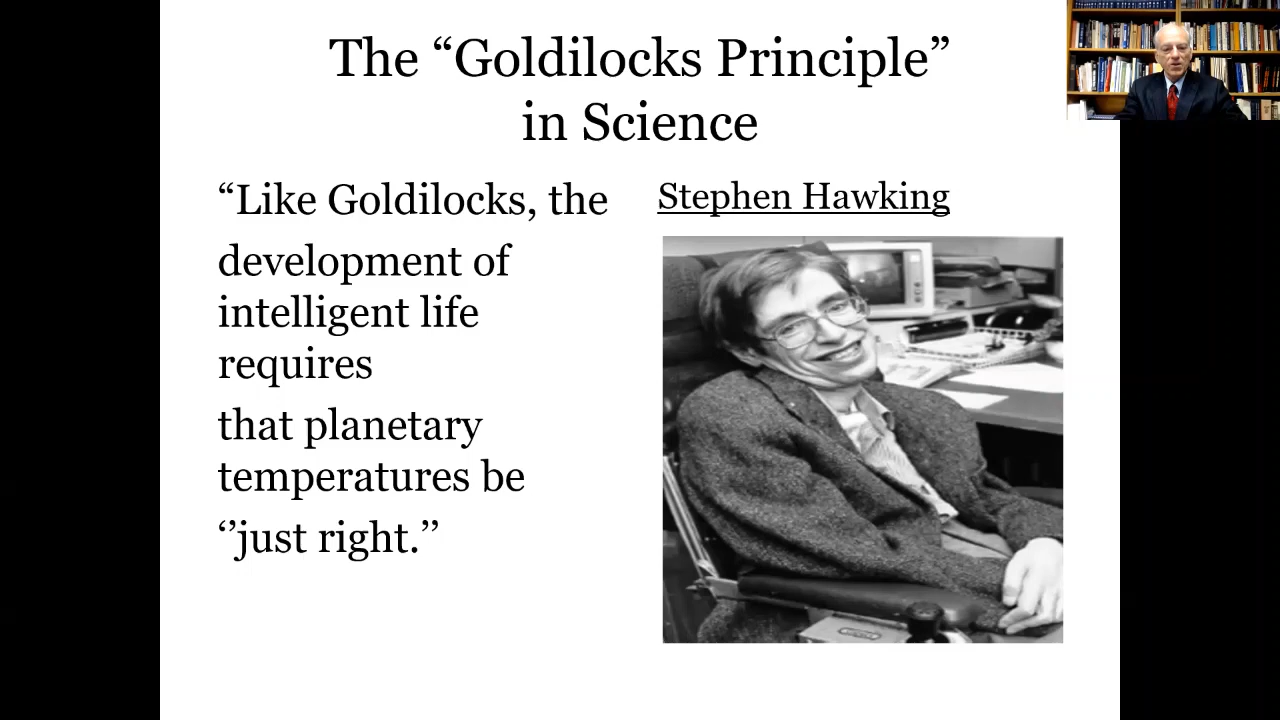 The “Goldilocks Principle”
in Science
“Like Goldilocks, the
development of
intelligent life
requires
that planetary
temperatures be
‘’just right.’’
Stephen Hawking